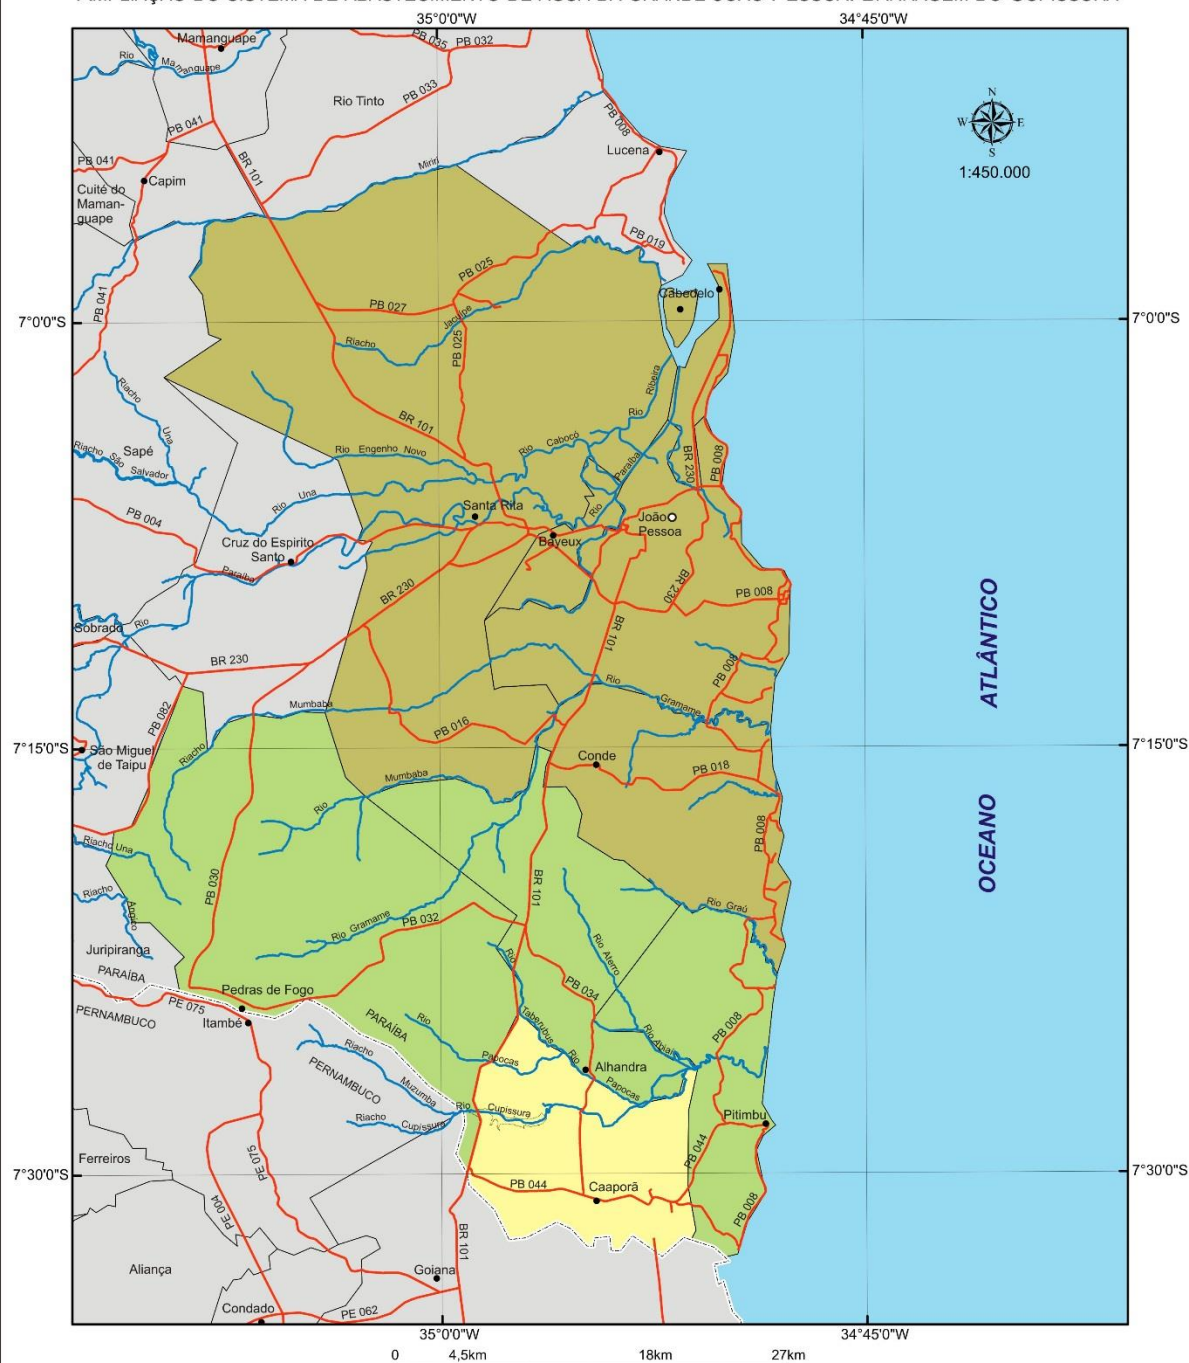 35°0'0"W
34°45'0"W
Mamanguape
PB 035
PB 032
Rio
Mamanguape
PB 033
Rio Tinto
PB 008
N
W E
S
1:450.000
PB 041
BR 101
Lucena
PB 041
Miriri
Capim
Cuité do
Maman-
guape
PB 019
PB 025
Cabedelo
PB 041
PB 027
7°0'0"S
7°0'0"S
Jacuípe
Riacho
PB 025
Riacho
Ribeira
Rio
BR 101
Una
Sapé
Rio Engenho Novo
Rio Cabocó
BR 230
PB 008
Riacho São Salvador
Paraíba
Rio Una
Santa Rita
Rio
PB 004
João
Pessoa
Cruz do Espirito
Santo
Bayeux
Paraíba
BR 230
BR 230
PB 008
Rio
Sobrado
BR 101
ATLÂNTICO
BR 230
PB 008
Rio
Gramame
Mumbaba
PB 082
PB 016
Riacho
7°15'0"S
São Miguel
de Taipu
Conde
7°15'0"S
PB 018
Mumbaba
Rio
OCEANO
PB 008
Riacho Una
PB 030
BR 101
Riacho
Rio Graú
Angico
Rio Gramame
PB 032
Juripiranga
Rio
Rio Aterro
PARAÍBA
Pedras de Fogo
PB 034
PE 075
PERNAMBUCO
Itambé
PARAÍBA
Rio
Taberubus
PB 008
Rio Abiaí
Riacho
Papocas
Rio
Alhandra
PERNAMBUCO
Muzumba
Papocas
Rio
Cupissura
Riacho
Cupissura
Pitimbu
PB 044
Ferreiros
PE 075
7°30'0"S
7°30'0"S
PB 044
Caaporã
PE 004
PB 008
BR 101
Aliança
Goiana
Condado
PE 062
35°0'0"W
34°45'0"W
0 4,5km 18km 27km